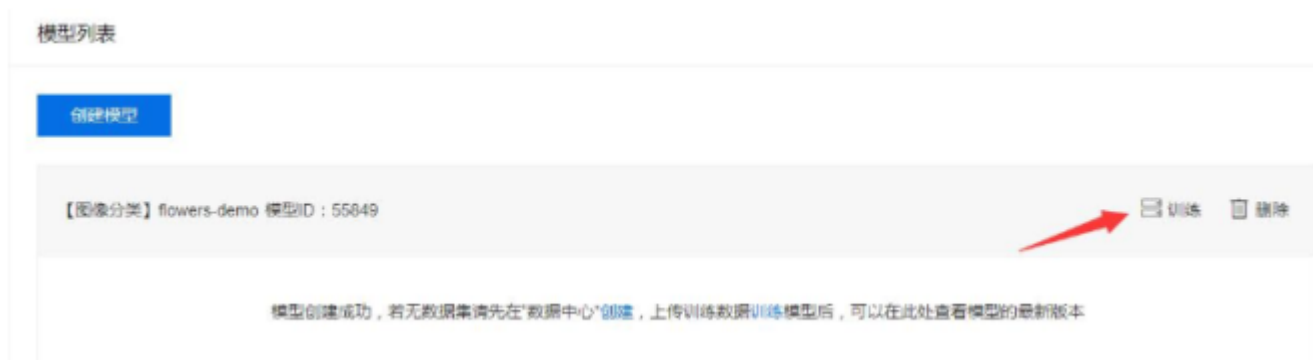 模型列表
创建模型
【图像分类】flowers-demo 模型ID：55849
训练
删除
模型创建成功，若无数据集请先在"数据中心"创建，上传训练数据训练模型后，可以在此处查看模型的最新版本